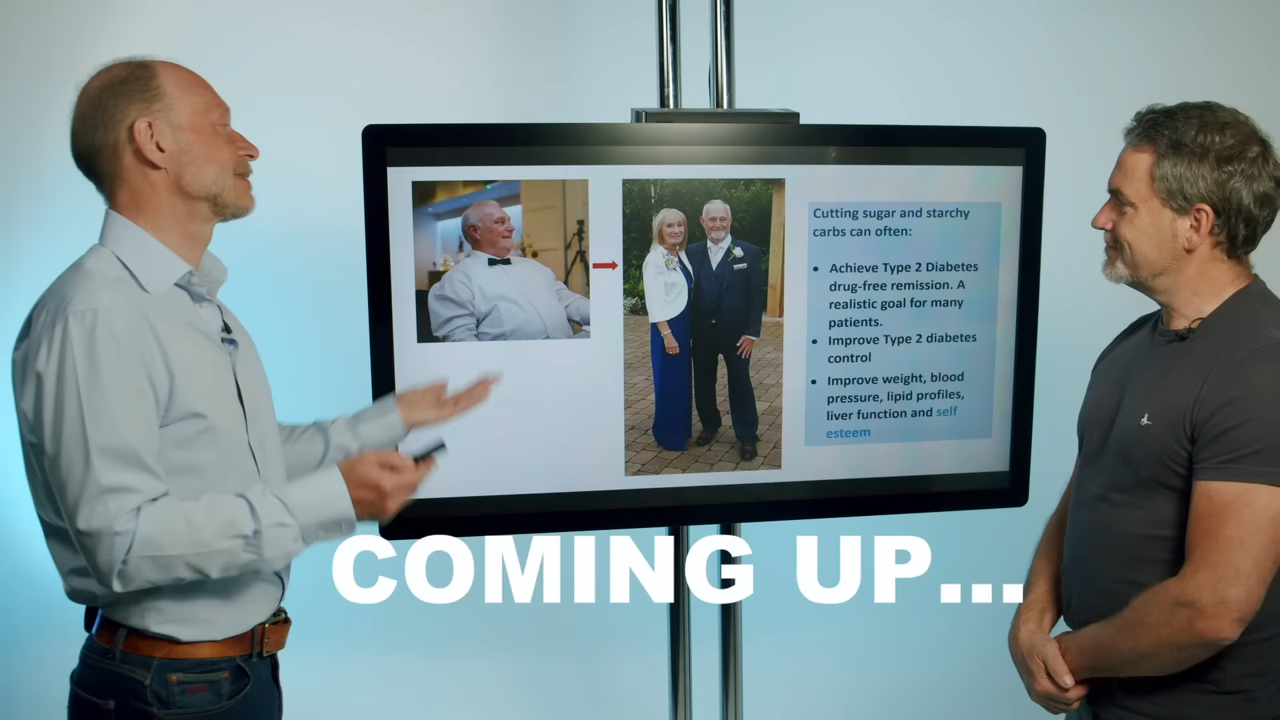 Cutting sugar and starchy
carbs can often:
• Achieve Type 2 Diabetes
drug-free remission. A
realistic goal for many
patients.
• Improve Type 2 diabetes
control
• Improve weight, blood
pressure, lipid profiles,
liver function and self
esteem
COMING UP...